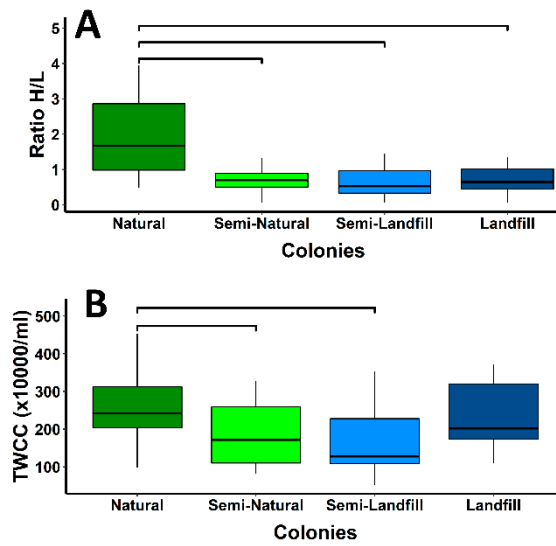 A
Ratio H/L
5
4
3
2
1
0
Natural Semi-Natural Semi-Landfill Landfill
Colonies
B
TWCC (x10000/ml)
500
400
300
200
100
Natural Semi-Natural Semi-Landfill Landfill
Colonies